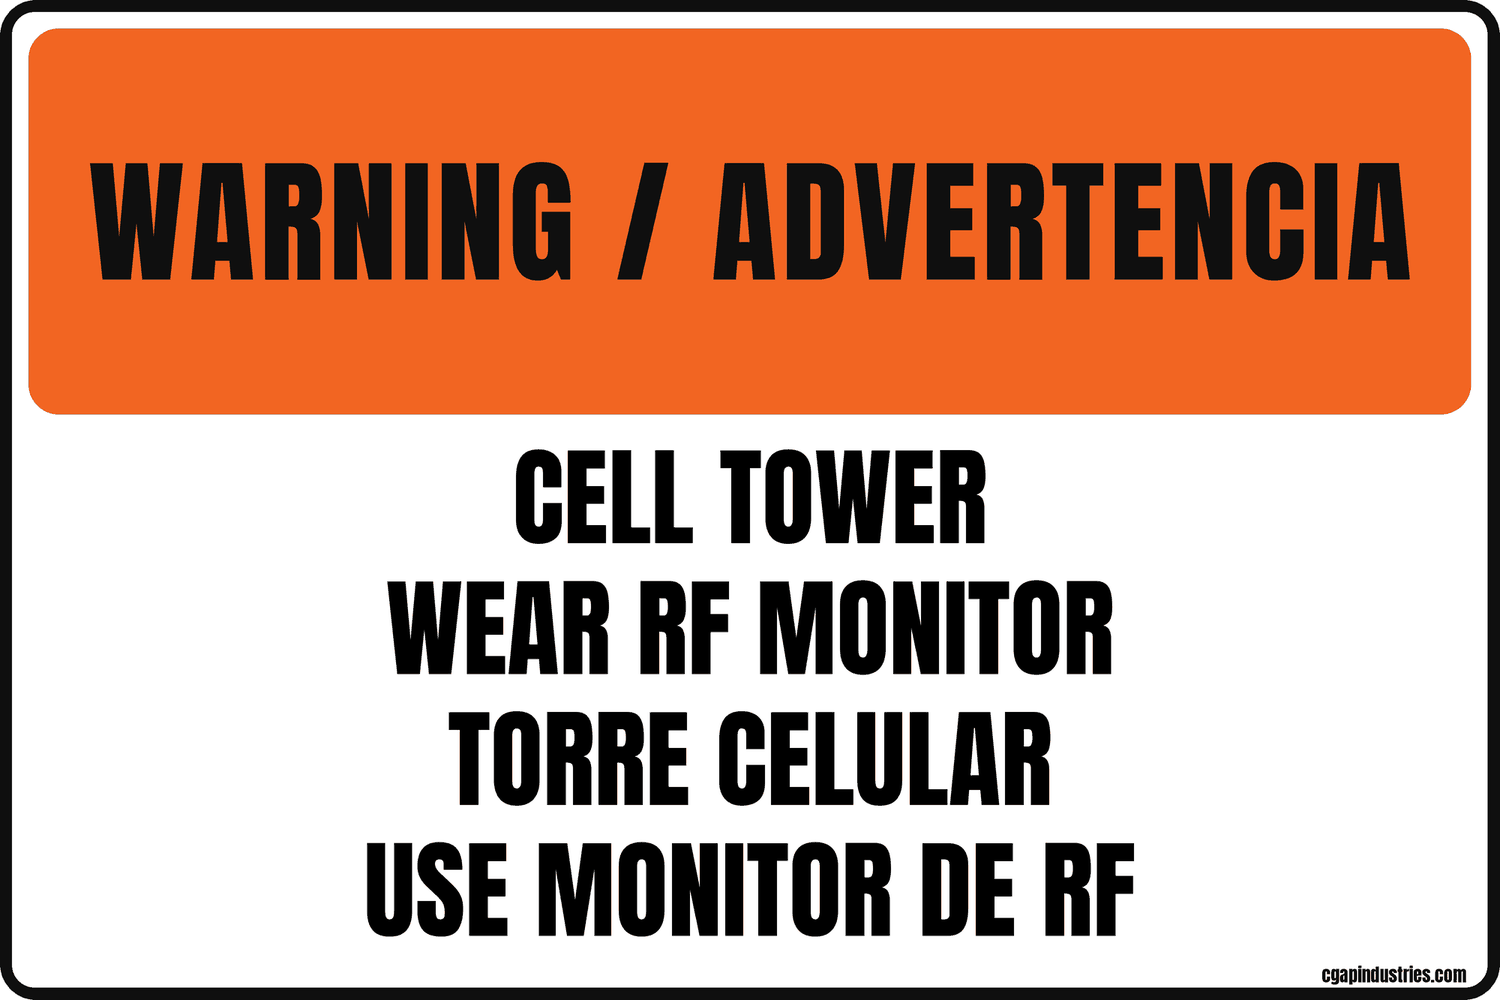 WARNING / ADVERTENCIA
CELL TOWER
WEAR RF MONITOR
TORRE CELULAR
USE MONITOR DE RF
cgapindustries.com